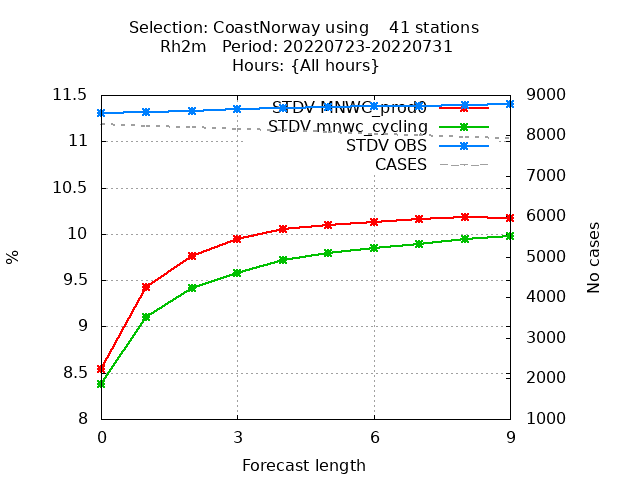 Selection: CoastNorway using    41 stations
Rh2m   Period: 20220723-20220731
Hours: {All hours}
STDV MNWC_prod0
STDV mnwc_cycling
STDV OBS
CASES
11.5
11
10.5
10
9.5
9
8.5
8
%
9000
8000
7000
6000
5000
4000
3000
2000
1000
No cases
0 3 6 9
Forecast length